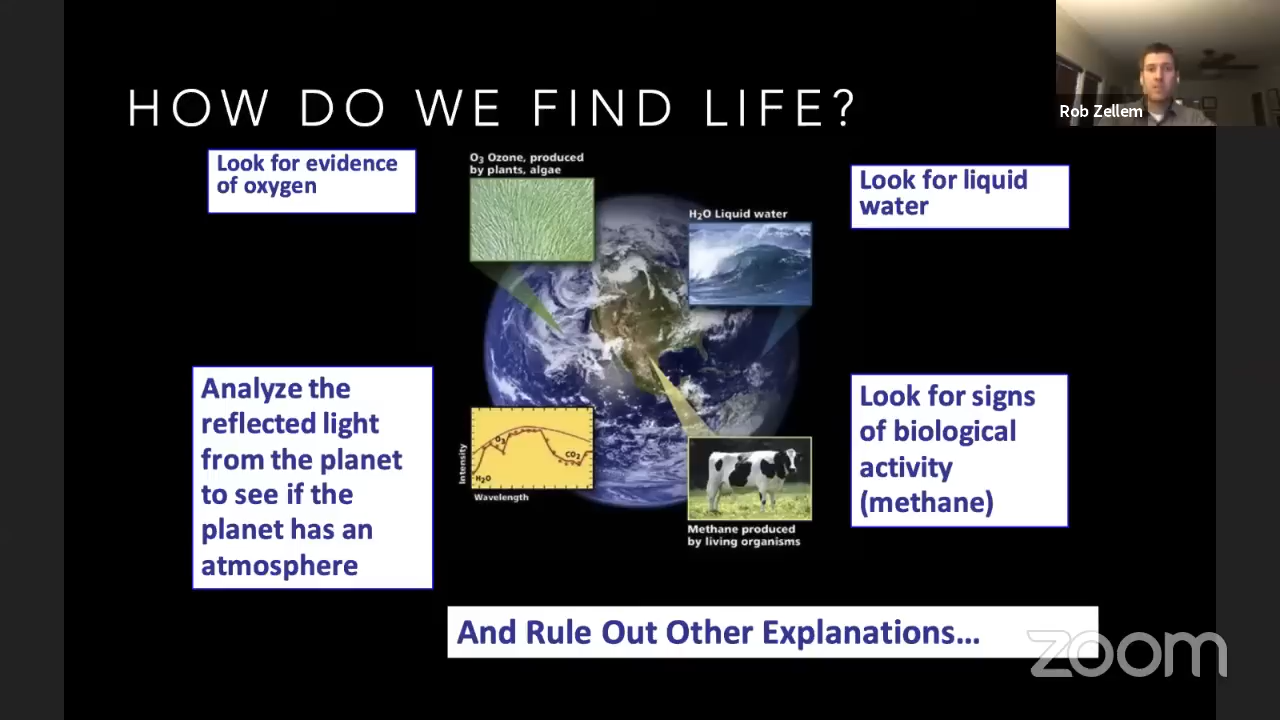 HOW DO WE FIND LIFE?
Rob Zellem
Look for evidence
of oxygen
O₃ Ozone, produced
by plants, algae
Look for liquid
water
H₂O Liquid water
Analyze the
reflected light
from the planet
to see if the
planet has an
atmosphere
Intensity
O₃
CO₂
H₂O
Wavelength
Methane produced
by living organisms
Look for signs
of biological
activity
(methane)
And Rule Out Other Explanations...
zoom